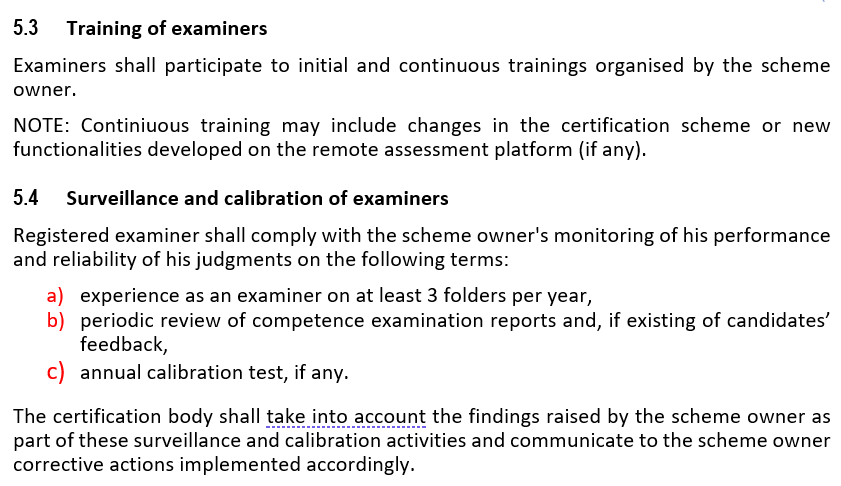 5.3 Training of examiners
Examiners shall participate to initial and continuous trainings organised by the scheme
owner.
NOTE: Continiuous training may include changes in the certification scheme or new
functionalities developed on the remote assessment platform (if any).
5.4 Surveillance and calibration of examiners
Registered examiner shall comply with the scheme owner's monitoring of his performance
and reliability of his judgments on the following terms:
a) experience as an examiner on at least 3 folders per year,
b) periodic review of competence examination reports and, if existing of candidates’
feedback,
c) annual calibration test, if any.
The certification body shall take into account the findings raised by the scheme owner as
part of these surveillance and calibration activities and communicate to the scheme owner
corrective actions implemented accordingly.